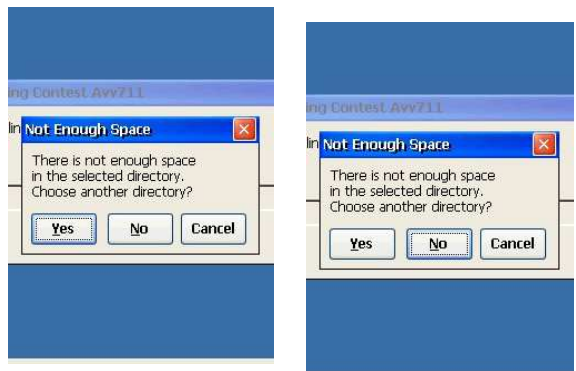 ing Contest Avv711
lin
Not Enough Space
There is not enough space
in the selected directory.
Choose another directory?
Yes No Cancel
ing Contest Avv711
lin
Not Enough Space
There is not enough space
in the selected directory.
Choose another directory?
Yes No Cancel